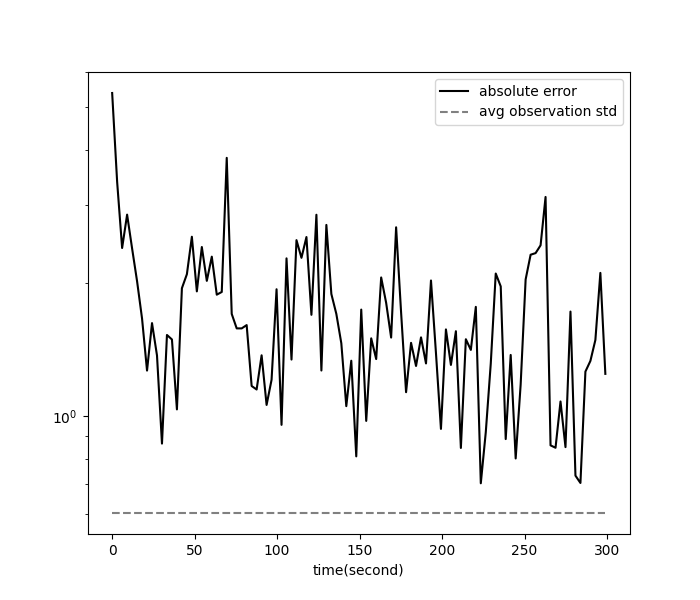 absolute error
avg observation std
10⁰
0 50 100 150 200 250 300
time(second)